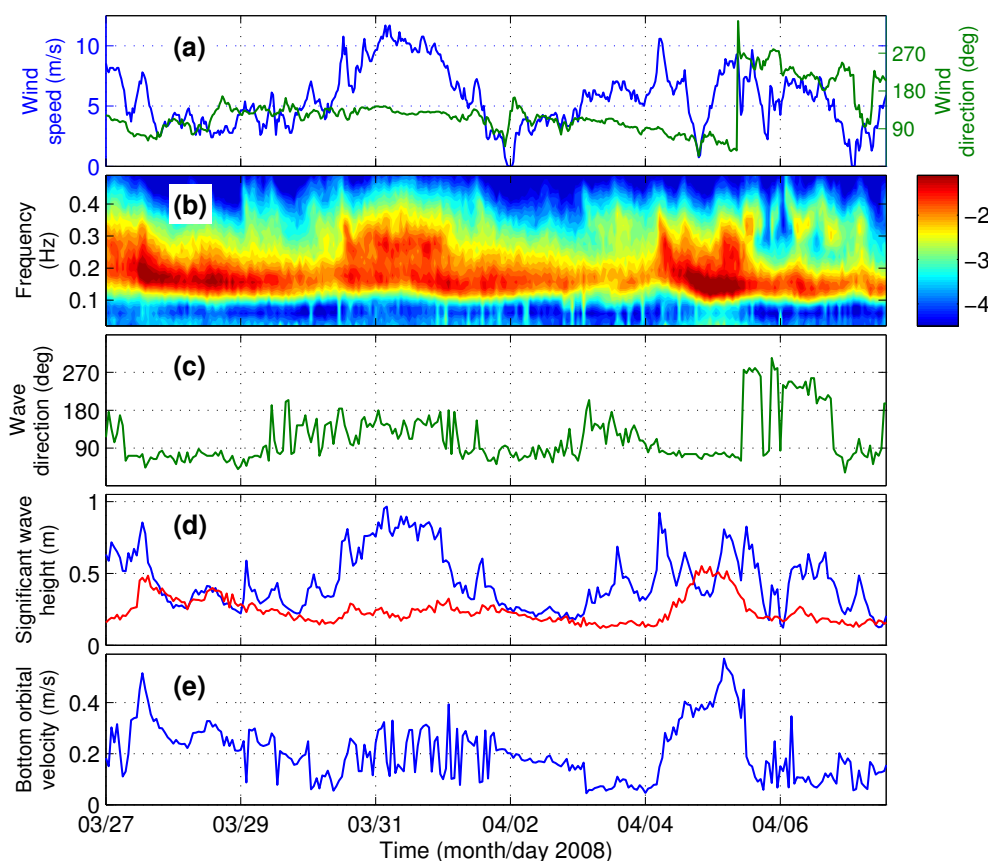 (a)
Wind
speed (m/s)
10
5
0
270
180
90
Wind
direction (deg)
(b)
Frequency
(Hz)
0.4
0.3
0.2
0.1
−2
−3
−4
(c)
Wave
direction (deg)
270
180
90
(d)
Significant wave
height (m)
1
0.5
0
(e)
Bottom orbital
velocity (m/s)
0.4
0.2
0
03/27 03/29 03/31 04/02 04/04 04/06
Time (month/day 2008)